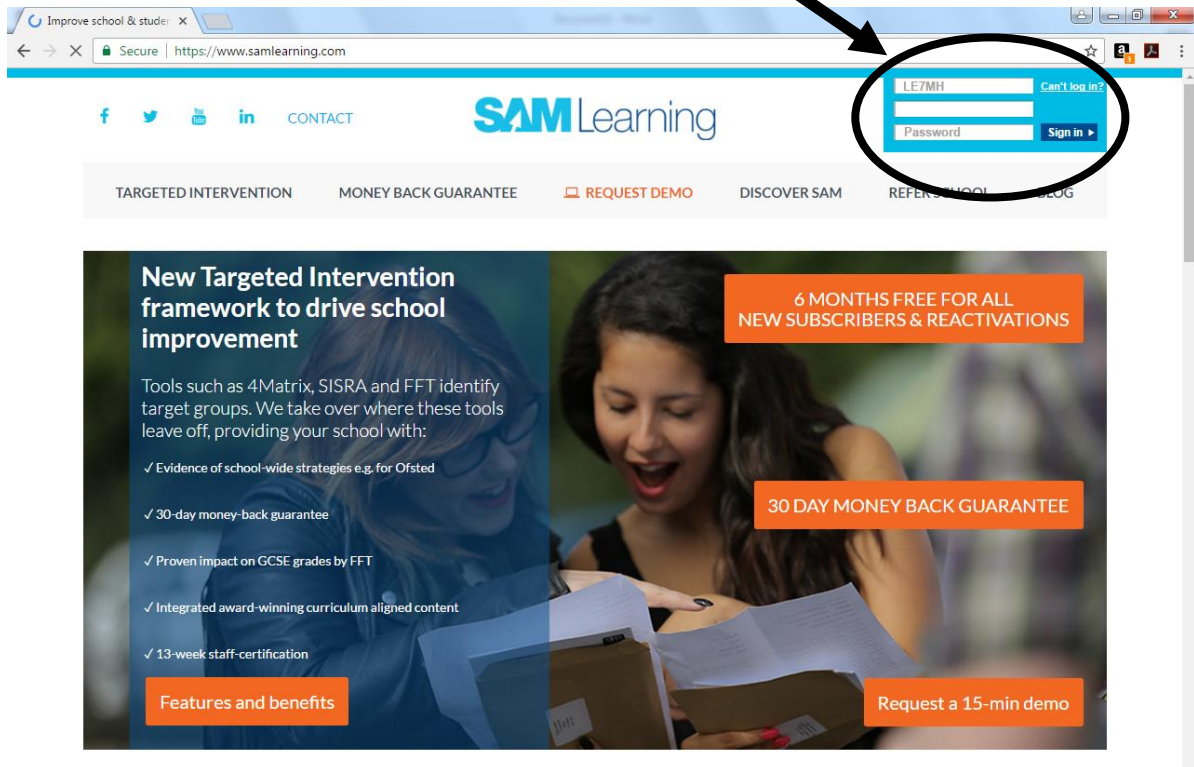 Improve school & studen
Secure | https://www.samlearning.com
LE7MH
Can't log in?
f in CONTACT
SAM Learning
Password
Sign in
TARGETED INTERVENTION MONEY BACK GUARANTEE REQUEST DEMO DISCOVER SAM REFER SCHOOL BLOG
New Targeted Intervention
framework to drive school
improvement
Tools such as 4Matrix, SISRA and FFT identify
target groups. We take over where these tools
leave off, providing your school with:
✓ Evidence of school-wide strategies e.g. for Ofsted
✓ 30-day money-back guarantee
✓ Proven impact on GCSE grades by FFT
✓ Integrated award-winning curriculum aligned content
✓ 13-week staff-certification
Features and benefits
6 MONTHS FREE FOR ALL
NEW SUBSCRIBERS & REACTIVATIONS
30 DAY MONEY BACK GUARANTEE
Request a 15-min demo